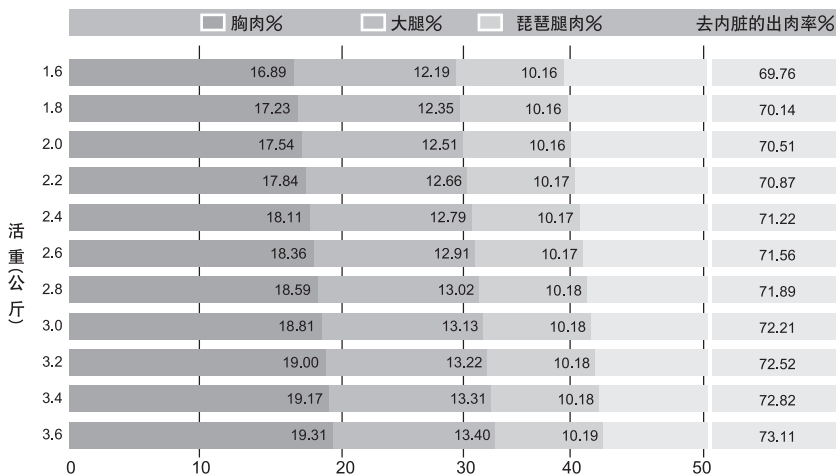 胸肉% 大腿% 琵琶腿肉% 去内脏的出肉率%
1.6 16.89 12.19 10.16 69.76
1.8 17.23 12.35 10.16 70.14
2.0 17.54 12.51 10.16 70.51
2.2 17.84 12.66 10.17 70.87
2.4 18.11 12.79 10.17 71.22
2.6 18.36 12.91 10.17 71.56
2.8 18.59 13.02 10.18 71.89
3.0 18.81 13.13 10.18 72.21
3.2 19.00 13.22 10.18 72.52
3.4 19.17 13.31 10.18 72.82
3.6 19.31 13.40 10.19 73.11
活重(公斤)
0 10 20 30 40 50